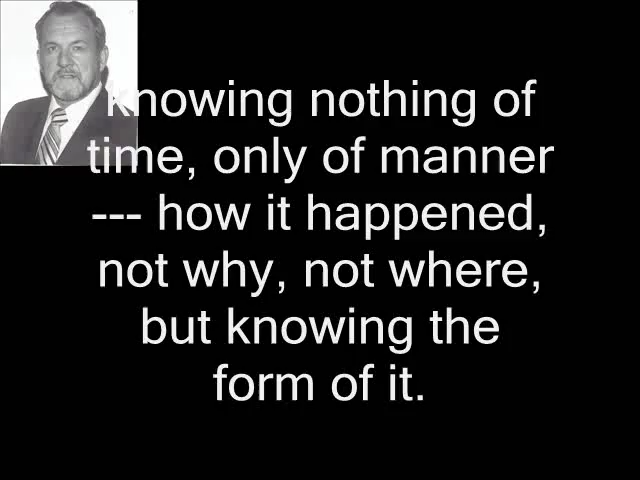 knowing nothing of
time, only of manner
--- how it happened,
not why, not where,
but knowing the
form of it.